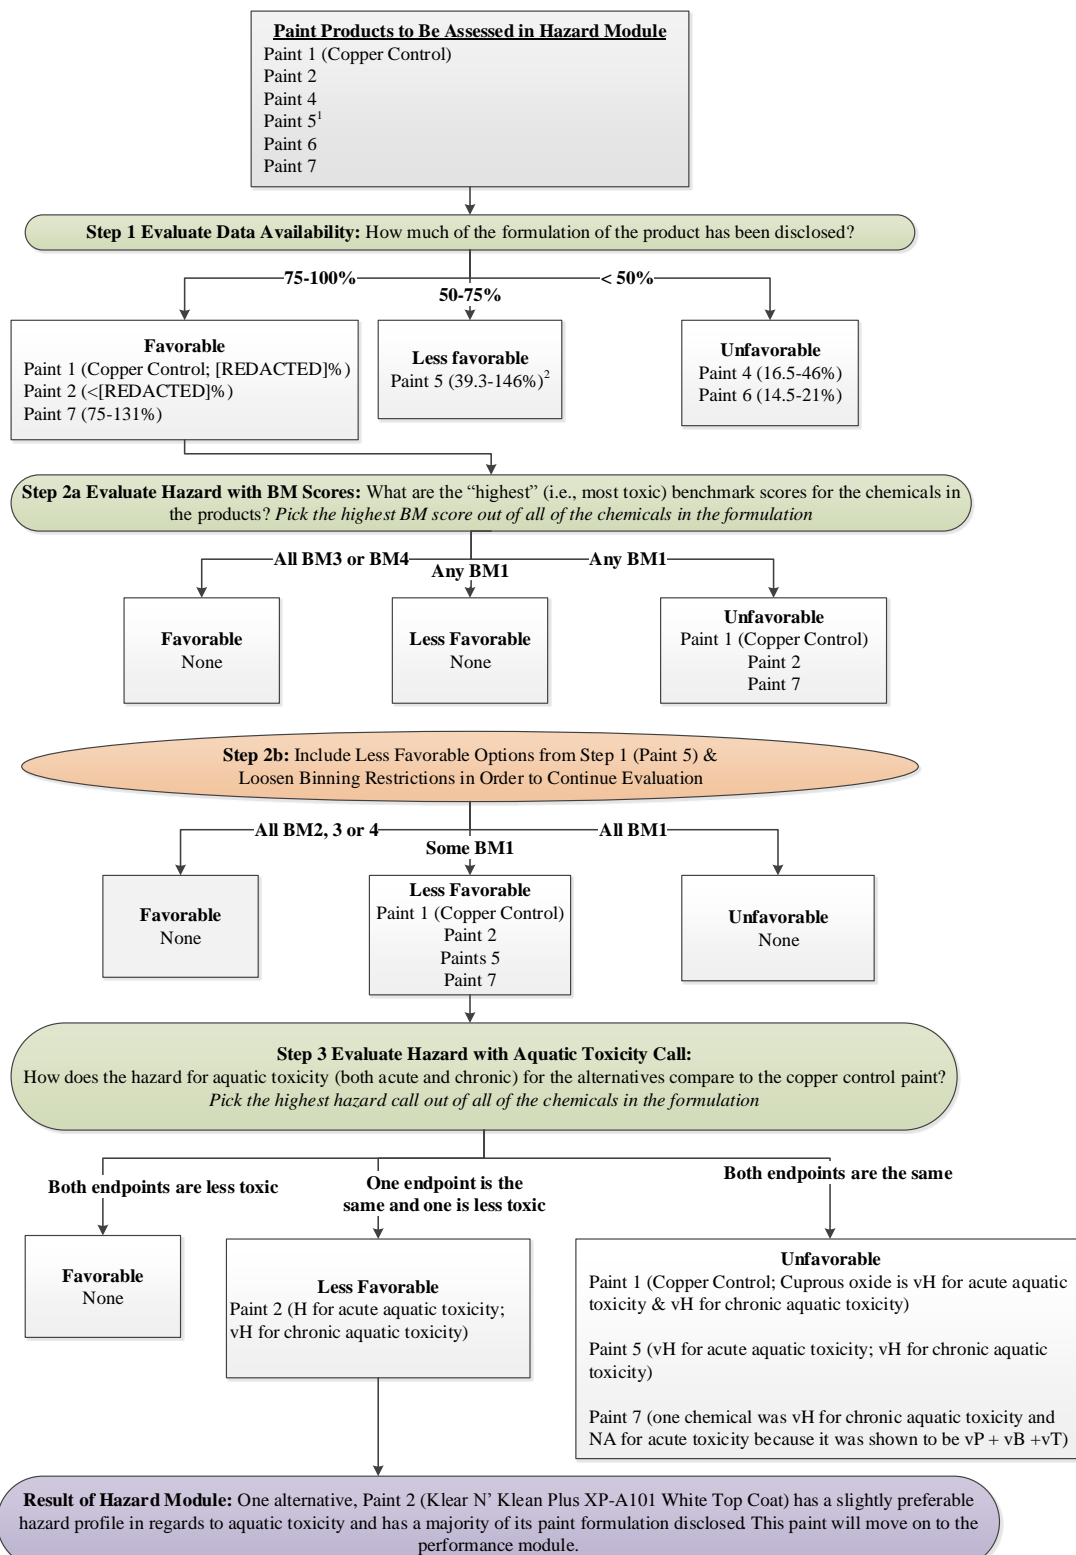 Paint Products to Be Assessed in Hazard Module
Paint 1 (Copper Control)
Paint 2
Paint 4
Paint 5¹
Paint 6
Paint 7
Step 1 Evaluate Data Availability: How much of the formulation of the product has been disclosed?
75-100%
50-75%
< 50%
Favorable
Paint 1 (Copper Control; [REDACTED]%)
Paint 2 (<[REDACTED]%)
Paint 7 (75-131%)
Less favorable
Paint 5 (39.3-146%)²
Unfavorable
Paint 4 (16.5-46%)
Paint 6 (14.5-21%)
Step 2a Evaluate Hazard with BM Scores: What are the “highest” (i.e., most toxic) benchmark scores for the chemicals in
the products? Pick the highest BM score out of all of the chemicals in the formulation
All BM3 or BM4
Any BM1
Any BM1
Favorable
None
Less Favorable
None
Unfavorable
Paint 1 (Copper Control)
Paint 2
Paint 7
Step 2b: Include Less Favorable Options from Step 1 (Paint 5) &
Loosen Binning Restrictions in Order to Continue Evaluation
All BM2, 3 or 4
Some BM1
All BM1
Favorable
None
Less Favorable
Paint 1 (Copper Control)
Paint 2
Paints 5
Paint 7
Unfavorable
None
Step 3 Evaluate Hazard with Aquatic Toxicity Call:
How does the hazard for aquatic toxicity (both acute and chronic) for the alternatives compare to the copper control paint?
Pick the highest hazard call out of all of the chemicals in the formulation
Both endpoints are less toxic
One endpoint is the
same and one is less toxic
Both endpoints are the same
Favorable
None
Less Favorable
Paint 2 (H for acute aquatic toxicity;
vH for chronic aquatic toxicity)
Unfavorable
Paint 1 (Copper Control; Cuprous oxide is vH for acute aquatic
toxicity & vH for chronic aquatic toxicity)
Paint 5 (vH for acute aquatic toxicity; vH for chronic aquatic
toxicity)
Paint 7 (one chemical was vH for chronic aquatic toxicity and
NA for acute toxicity because it was shown to be vP + vB +vT)
Result of Hazard Module: One alternative, Paint 2 (Klear N’ Klean Plus XP-A101 White Top Coat) has a slightly preferable
hazard profile in regards to aquatic toxicity and has a majority of its paint formulation disclosed. This paint will move on to the
performance module.